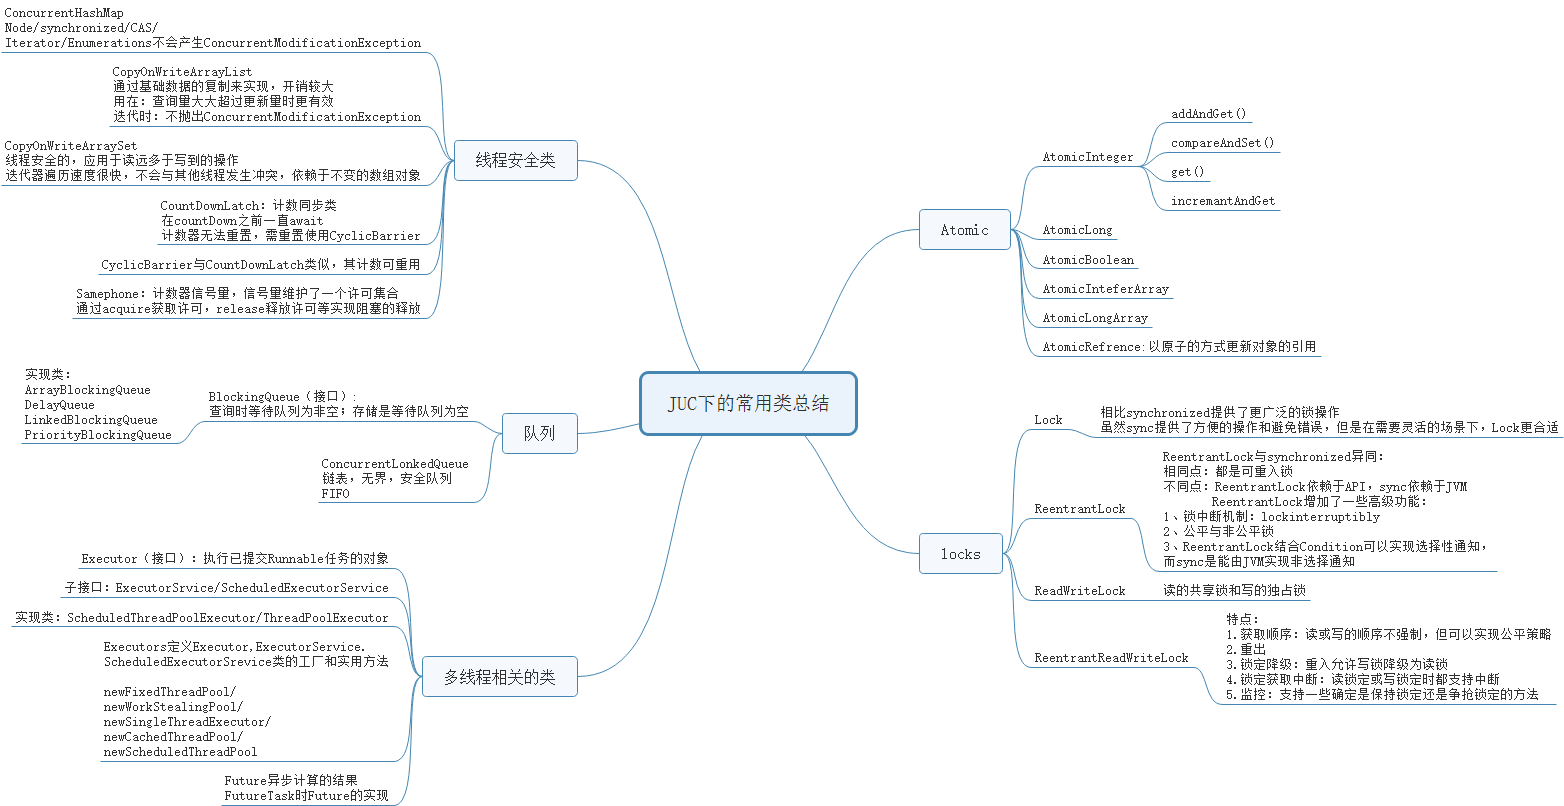 JUC下的常用类总结
线程安全类
ConcurrentHashMap
Node/synchronized/CAS/
Iterator/Enumerations不会产生ConcurrentModificationException
CopyOnWriteArrayList
通过基础数据的复制来实现，开销较大
用在：查询量大大超过更新量时更有效
迭代时：不抛出ConcurrentModificationException
CopyOnWriteArraySet
线程安全的，应用于读远多于写到的操作
迭代器遍历速度很快，不会与其他线程发生冲突，依赖于不变的数组对象
CountDownLatch：计数同步类
在countDown之前一直await
计数器无法重置，需重置使用CyclicBarrier
CyclicBarrier与CountDownLatch类似，其计数可重用
Samephone：计数器信号量，信号量维护了一个许可集合
通过acquire获取许可，release释放许可等实现阻塞的释放
队列
BlockingQueue（接口）：
查询时等待队列为非空；存储是等待队列为空
实现类：
ArrayBlockingQueue
DelayQueue
LinkedBlockingQueue
PriorityBlockingQueue
ConcurrentLonkedQueue
链表，无界，安全队列
FIFO
多线程相关的类
Executor（接口）：执行已提交Runnable任务的对象
子接口：ExecutorSrvice/ScheduledExecutorService
实现类：ScheduledThreadPoolExecutor/ThreadPoolExecutor
Executors定义Executor,ExecutorService.
ScheduledExecutorSrevice类的工厂和实用方法
newFixedThreadPool/
newWorkStealingPool/
newSingleThreadExecutor/
newCachedThreadPool/
newScheduledThreadPool
Future异步计算的结果
FutureTask时Future的实现
Atomic
AtomicInteger
addAndGet()
compareAndSet()
get()
incremantAndGet
AtomicLong
AtomicBoolean
AtomicInteferArray
AtomicLongArray
AtomicRefrence:以原子的方式更新对象的引用
locks
Lock
相比synchronized提供了更广泛的锁操作
虽然sync提供了方便的操作和避免错误，但是在需要灵活的场景下，Lock更合适
ReentrantLock
ReentrantLock与synchronized异同：
相同点：都是可重入锁
不同点：ReentrantLock依赖于API，sync依赖于JVM
ReentrantLock增加了一些高级功能：
1、锁中断机制：lockinterruptibly
2、公平与非公平锁
3、ReentrantLock结合Condition可以实现选择性通知，
而sync是能由JVM实现非选择通知
ReadWriteLock
读的共享锁和写的独占锁
ReentrantReadWriteLock
特点：
1.获取顺序：读或写的顺序不强制，但可以实现公平策略
2.重出
3.锁定降级：重入允许写锁降级为读锁
4.锁定获取中断：读锁定或写锁定时都支持中断
5.监控：支持一些确定是保持锁定还是争抢锁定的方法